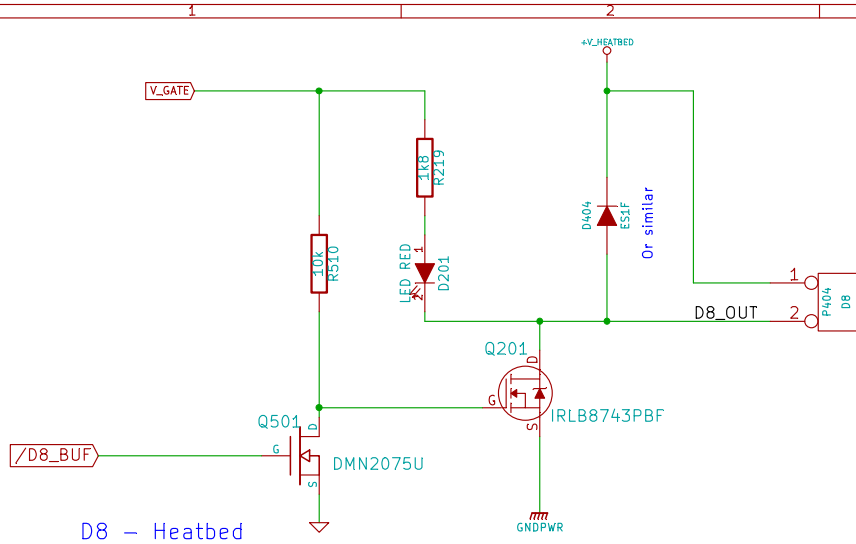 1
2
+V_HEATBED
V_GATE
1k8
R219
D404
ES1F
Or similar
10k
R510
LED RED
1
2
D201
1
2
D8_OUT
P404
D8
Q201
D
G
S
IRLB8743PBF
Q501
D
G
S
DMN2075U
/D8_BUF
GNDPWR
D8 – Heatbed